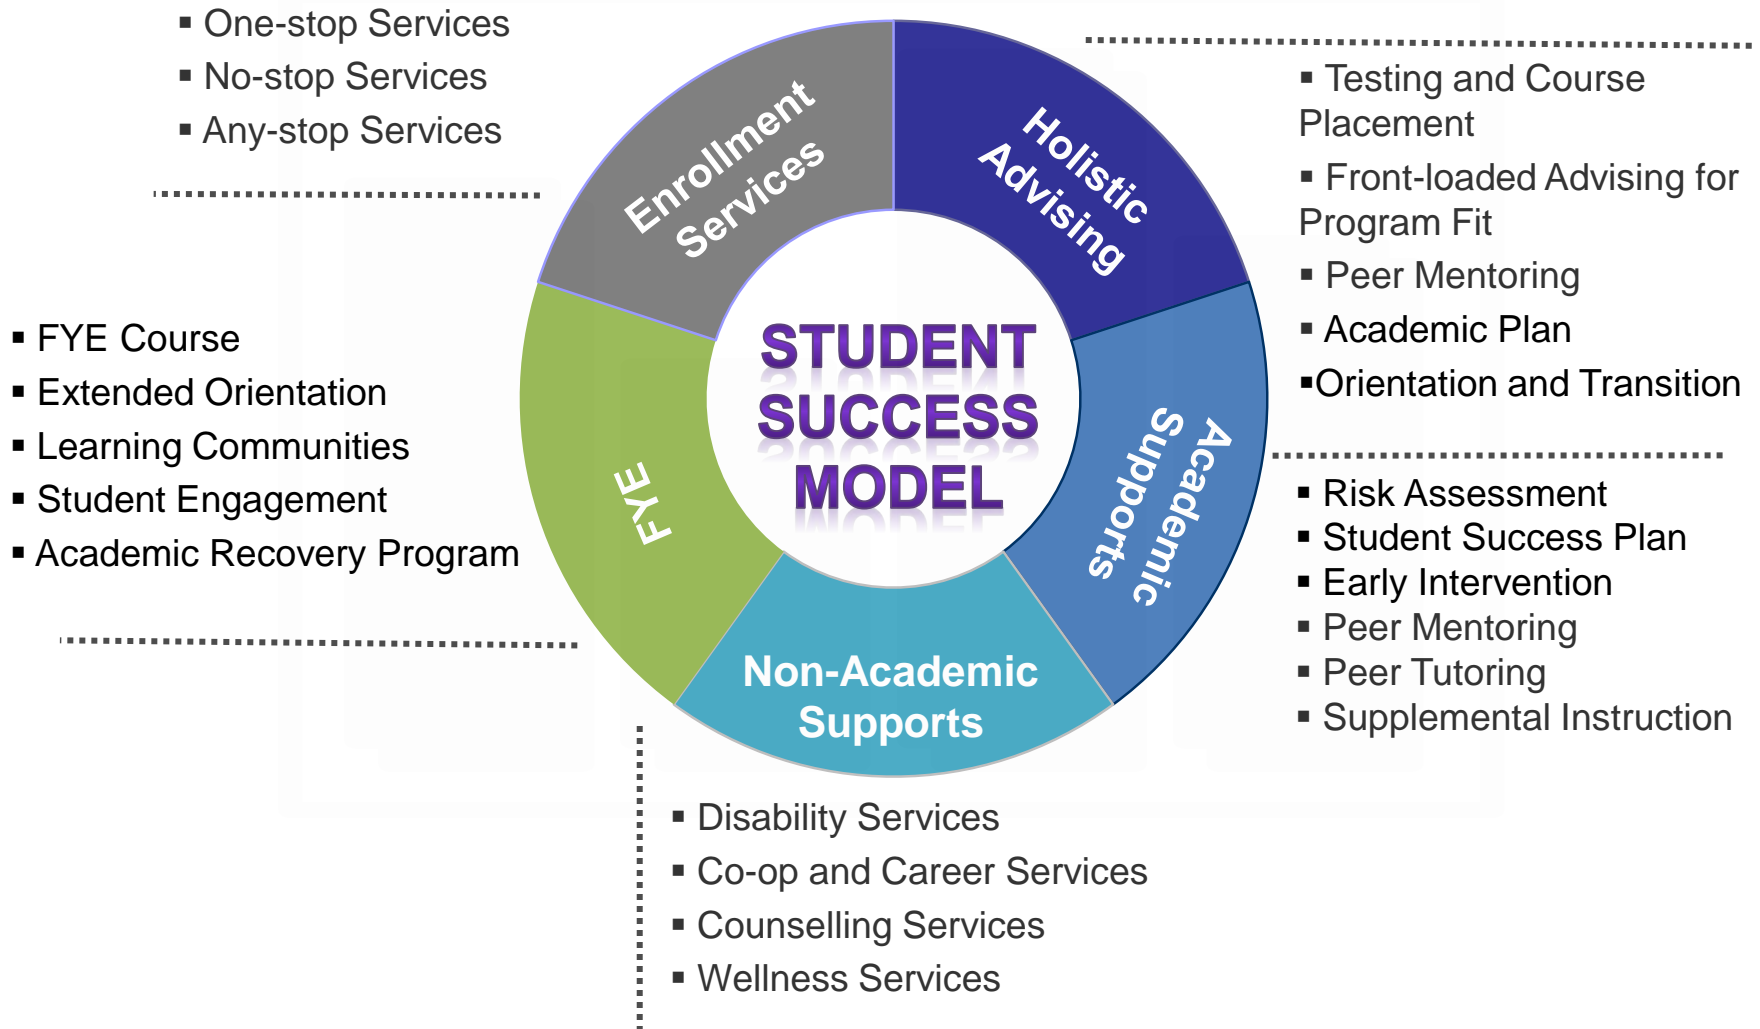 ▪ One-stop Services
▪ No-stop Services
▪ Any-stop Services
Enrollment
Services
Holistic
Advising
▪ Testing and Course
Placement
▪ Front-loaded Advising for
Program Fit
▪ Peer Mentoring
▪ Academic Plan
▪Orientation and Transition
▪ FYE Course
▪ Extended Orientation
▪ Learning Communities
▪ Student Engagement
▪ Academic Recovery Program
FYE
STUDENT
SUCCESS
MODEL
Academic
Supports
▪ Risk Assessment
▪ Student Success Plan
▪ Early Intervention
▪ Peer Mentoring
▪ Peer Tutoring
▪ Supplemental Instruction
Non-Academic
Supports
▪ Disability Services
▪ Co-op and Career Services
▪ Counselling Services
▪ Wellness Services